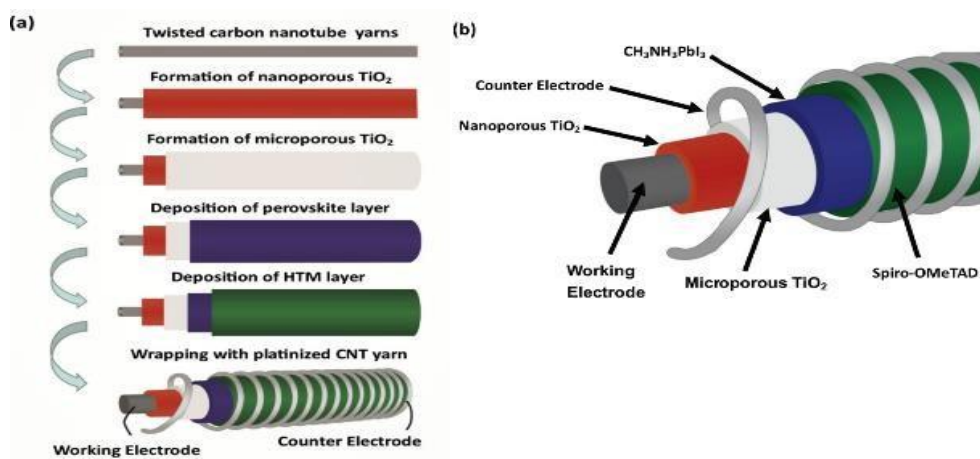 (a)
Twisted carbon nanotube yarns
Formation of nanoporous TiO₂
Formation of microporous TiO₂
Deposition of perovskite layer
Deposition of HTM layer
Wrapping with platinized CNT yarn
Working Electrode
Counter Electrode
(b)
CH₃NH₃PbI₃
Counter Electrode
Nanoporous TiO₂
Working
Electrode
Microporous TiO₂
Spiro-OMeTAD